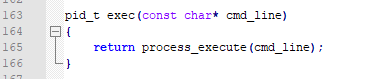 162
163 pid_t exec(const char* cmd_line)
164 {
165 return process_execute(cmd_line);
166 }